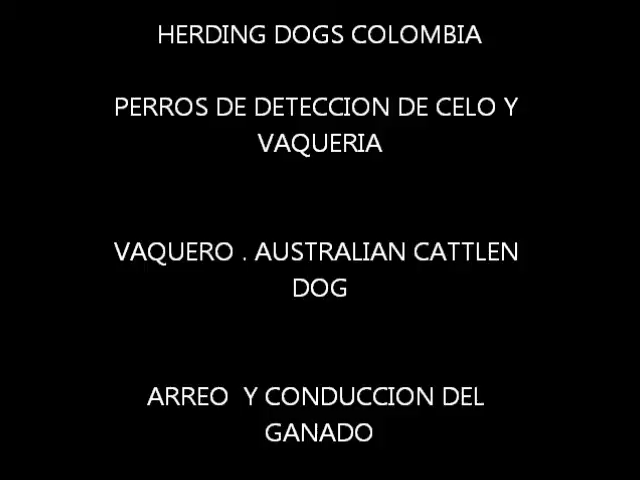 HERDING DOGS COLOMBIA
PERROS DE DETECCION DE CELO Y
VAQUERIA
VAQUERO . AUSTRALIAN CATTLEN
DOG
ARREO  Y CONDUCCION DEL
GANADO